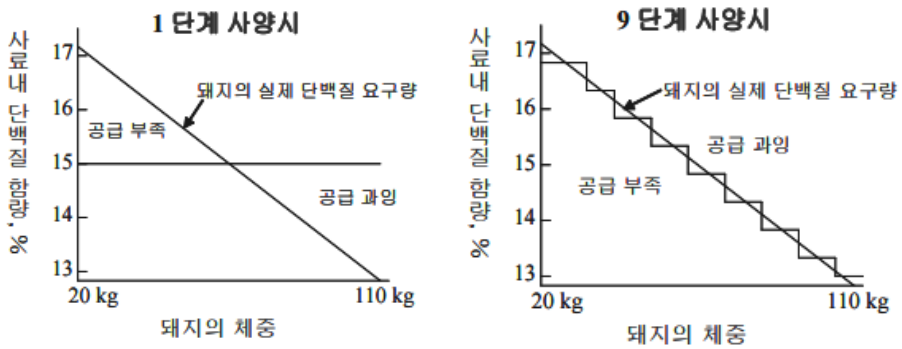 1 단계 사양시
사료내 단백질 함량, %
17
16
15
14
13
돼지의 실제 단백질 요구량
공급 부족
공급 과잉
20 kg
110 kg
돼지의 체중
9 단계 사양시
사료내 단백질 함량, %
17
16
15
14
13
돼지의 실제 단백질 요구량
공급 과잉
공급 부족
20 kg
110 kg
돼지의 체중